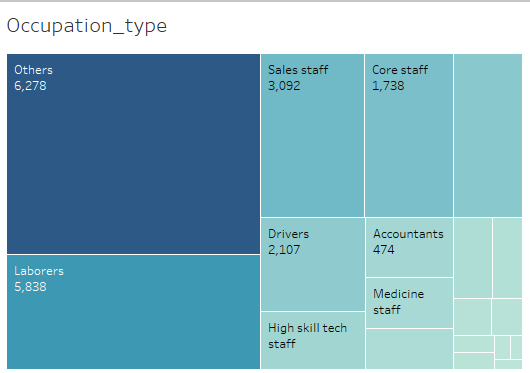 Occupation_type
Others
6,278
Sales staff
3,092
Core staff
1,738
Drivers
2,107
Accountants
474
Laborers
5,838
Medicine
staff
High skill tech
staff